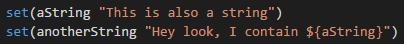 set(aString "This is also a string")
set(anotherString "Hey look, I contain ${aString}")